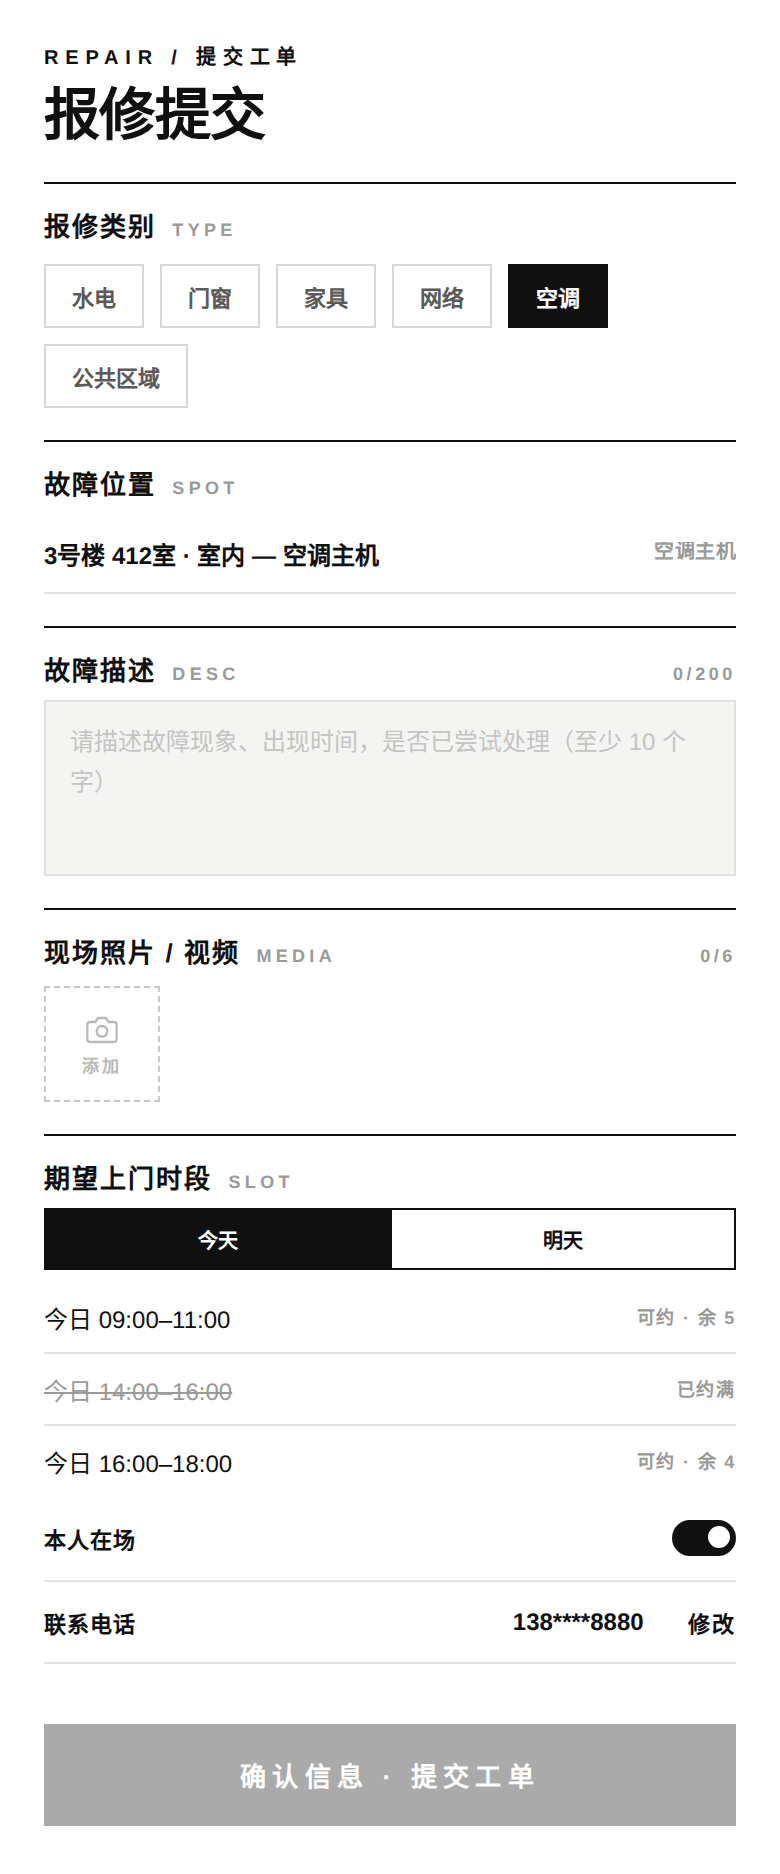 REPAIR / 提交工单
报修提交
报修类别 TYPE
水电 门窗 家具 网络 空调
公共区域
故障位置 SPOT
3号楼 412室 · 室内 — 空调主机 空调主机
故障描述 DESC 0/200
请描述故障现象、出现时间，是否已尝试处理（至少 10 个
字）
现场照片 / 视频 MEDIA 0/6
添加
期望上门时段 SLOT
今天 明天
今日 09:00–11:00 可约 · 余 5
今日 14:00–16:00 已约满
今日 16:00–18:00 可约 · 余 4
本人在场
联系电话 138****8880 修改
确认信息 · 提交工单